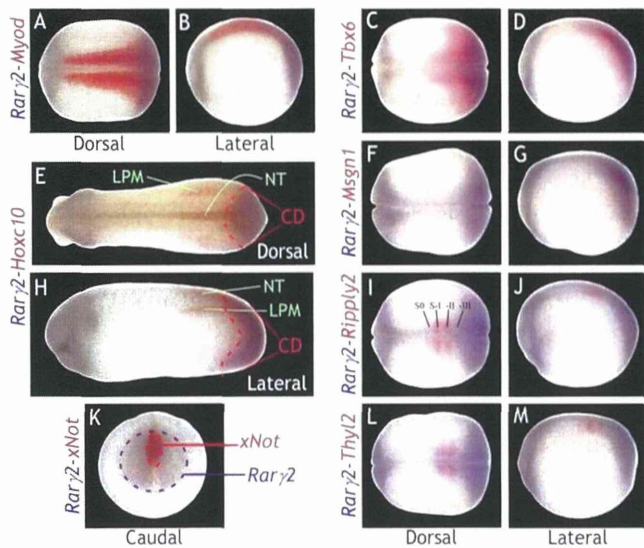 A
B
Rarγ2-Myod
Dorsal
Lateral
C
D
Rarγ2-Tbx6
E
LPM
NT
CD
Dorsal
F
G
Rarγ2-Msgn1
Rarγ2-Hoxc10
H
NT
LPM
CD
Lateral
I
S0 S-I -II -III
J
Rarγ2-Ripply2
K
xNot
Rarγ2
Rarγ2-xNot
Caudal
L
M
Rarγ2-Thyl2
Dorsal
Lateral